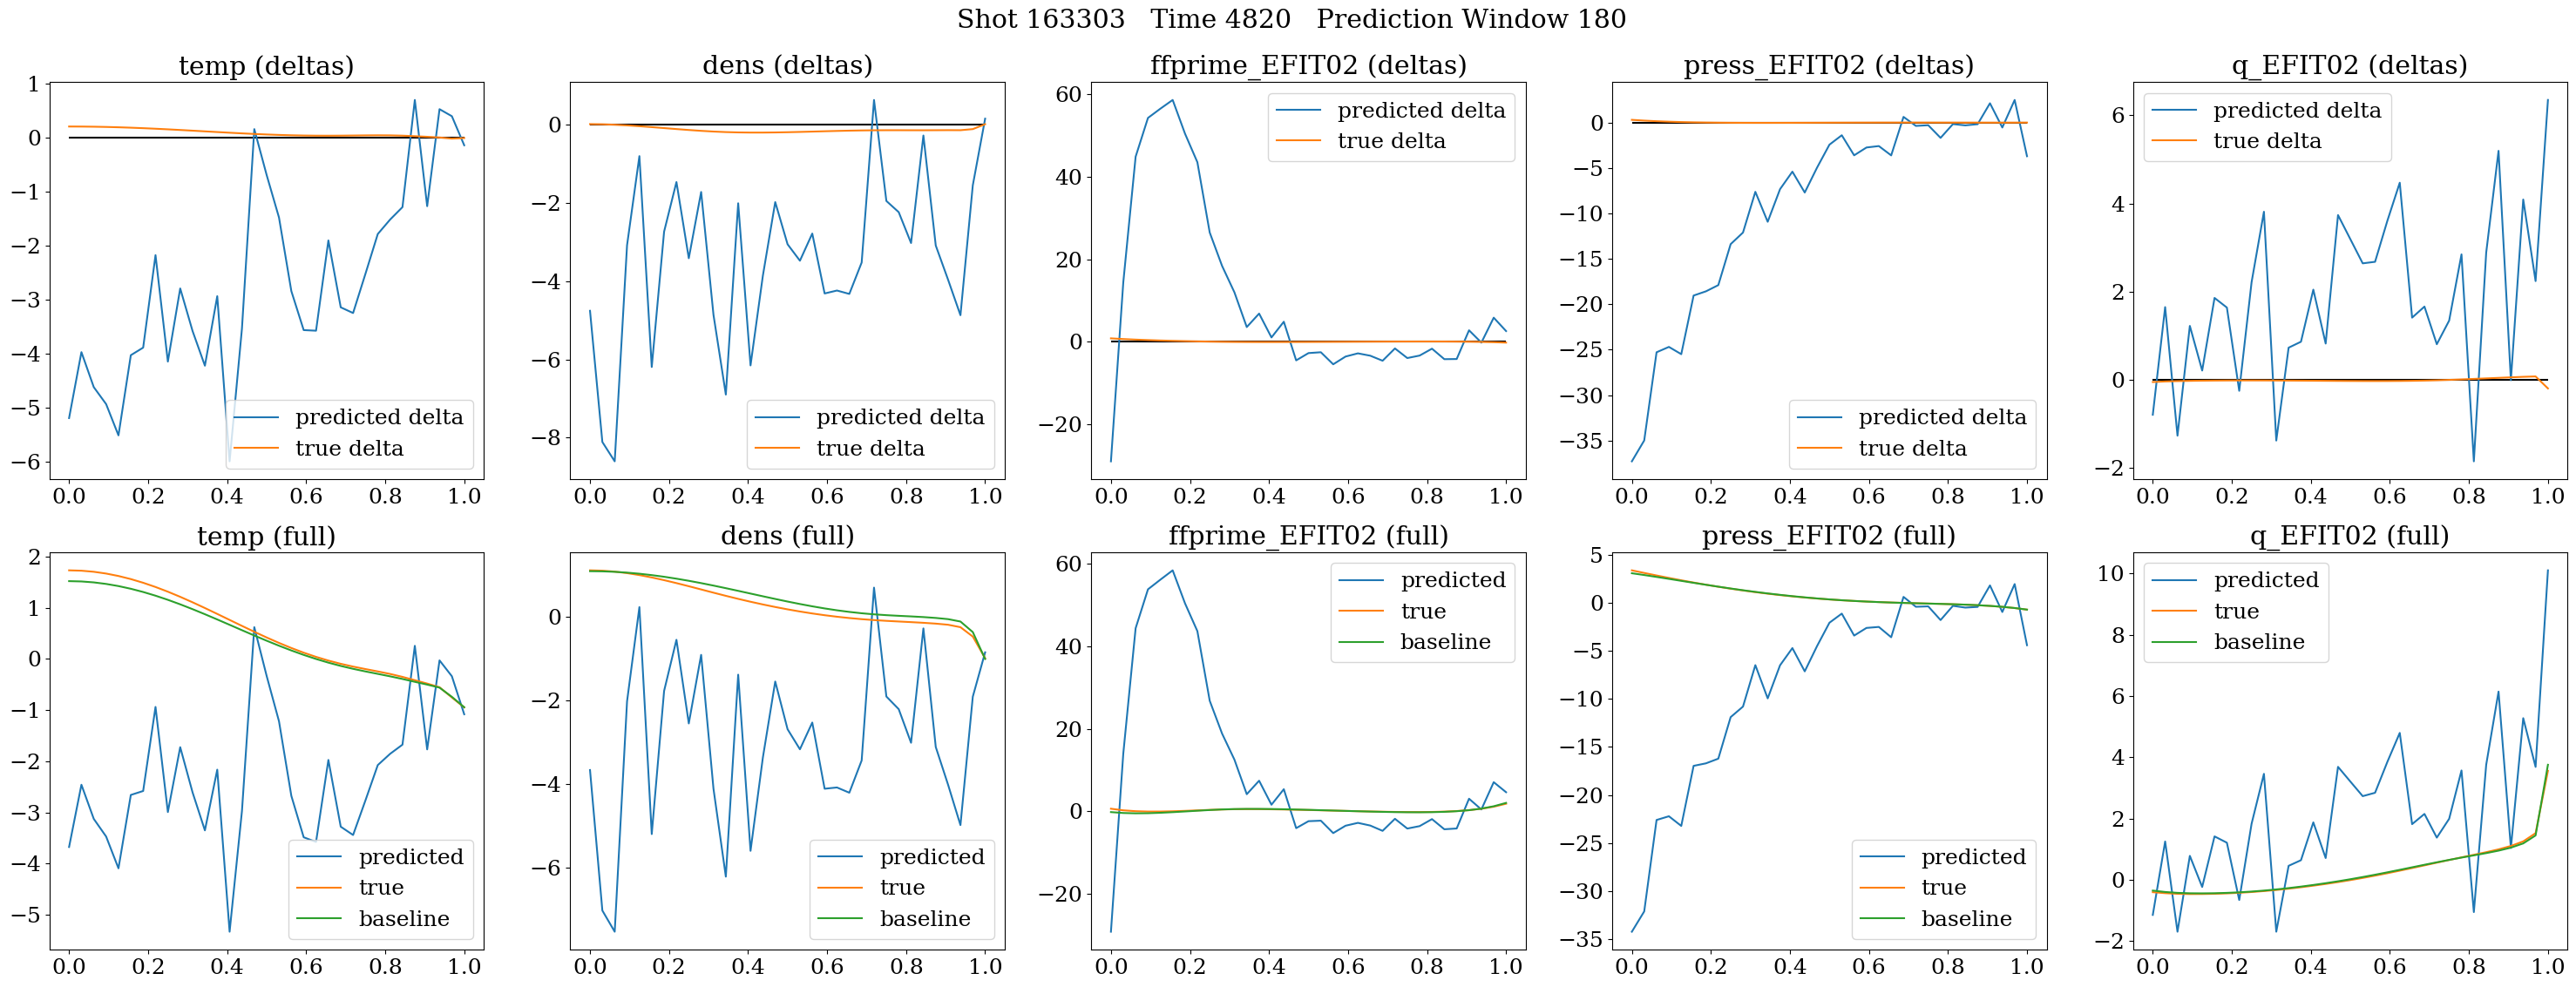 Shot 163303   Time 4820   Prediction Window 180
temp (deltas)
1
0
−1
−2
−3
−4
−5
−6
0.0 0.2 0.4 0.6 0.8 1.0
predicted delta
true delta
dens (deltas)
0
−2
−4
−6
−8
0.0 0.2 0.4 0.6 0.8 1.0
predicted delta
true delta
ffprime_EFIT02 (deltas)
60
40
20
0
−20
0.0 0.2 0.4 0.6 0.8 1.0
predicted delta
true delta
press_EFIT02 (deltas)
0
−5
−10
−15
−20
−25
−30
−35
0.0 0.2 0.4 0.6 0.8 1.0
predicted delta
true delta
q_EFIT02 (deltas)
6
4
2
0
−2
0.0 0.2 0.4 0.6 0.8 1.0
predicted delta
true delta
temp (full)
2
1
0
−1
−2
−3
−4
−5
0.0 0.2 0.4 0.6 0.8 1.0
predicted
true
baseline
dens (full)
0
−2
−4
−6
0.0 0.2 0.4 0.6 0.8 1.0
predicted
true
baseline
ffprime_EFIT02 (full)
60
40
20
0
−20
0.0 0.2 0.4 0.6 0.8 1.0
predicted
true
baseline
press_EFIT02 (full)
5
0
−5
−10
−15
−20
−25
−30
−35
0.0 0.2 0.4 0.6 0.8 1.0
predicted
true
baseline
q_EFIT02 (full)
10
8
6
4
2
0
−2
0.0 0.2 0.4 0.6 0.8 1.0
predicted
true
baseline